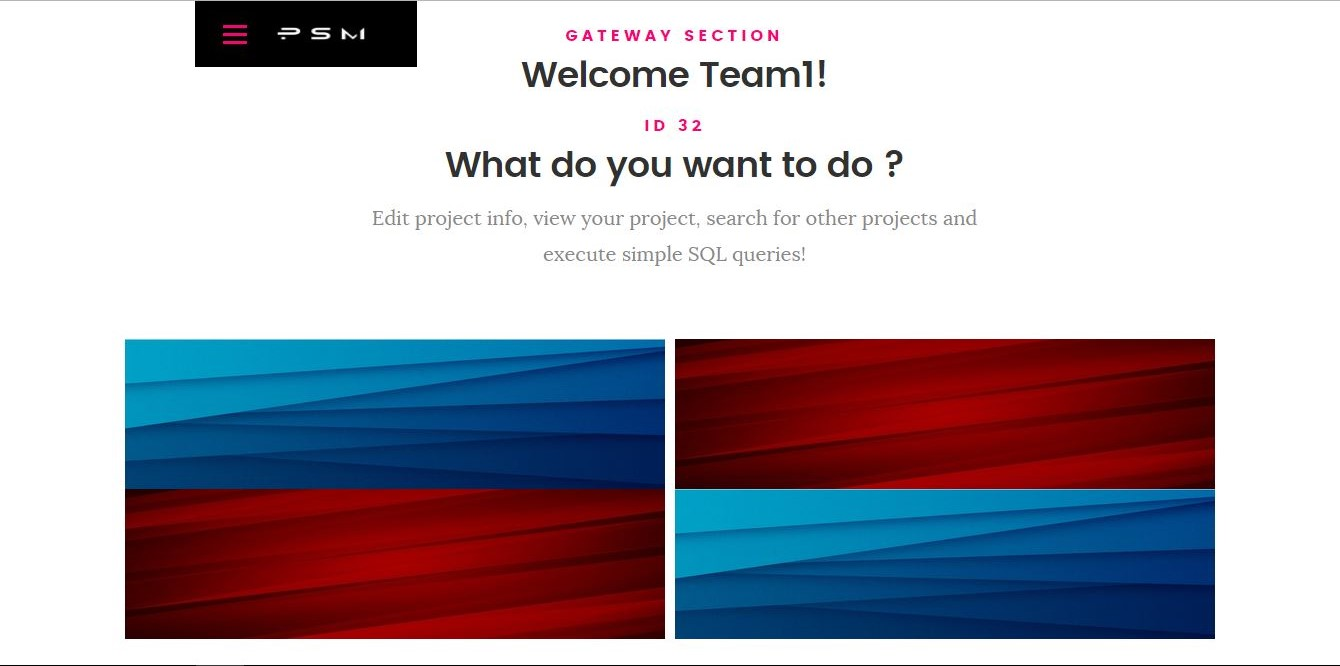 PSM
GATEWAY SECTION
Welcome Team1!
ID 32
What do you want to do ?
Edit project info, view your project, search for other projects and
execute simple SQL queries!